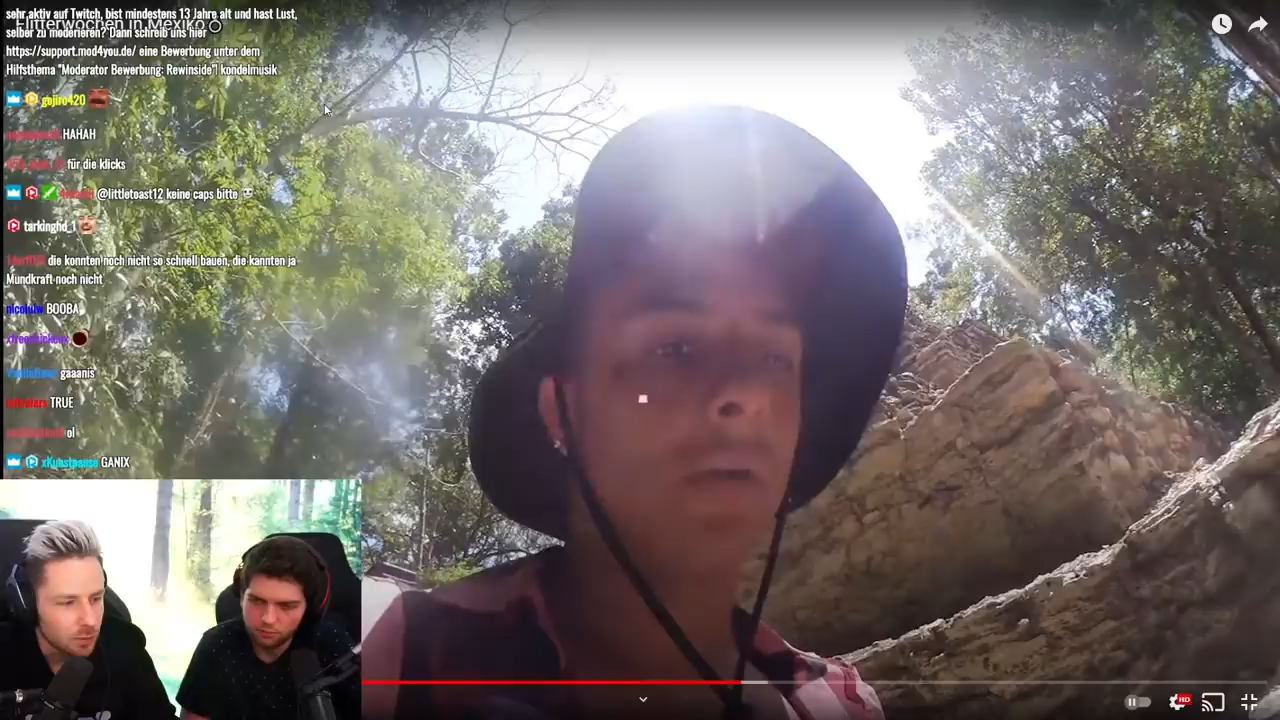 sehr aktiv auf Twitch, bist mindestens 13 Jahre alt und hast Lust,
Flitterwochen in Mexiko
selber zu moderieren? Dann schreib uns hier
https://support.mod4you.de/ eine Bewerbung unter dem
Hilfsthema "Moderator Bewerbung: Rewinside"! kondelmusik
gojiro420
HAHAH
für die klicks
@littletoast12 keine caps bitte
tarkinghd_1
die konnten noch nicht so schnell bauen, die kannten ja
Mundkraft noch nicht
BOOBA
gaaanis
TRUE
ol
xKunstpause GANIX
HD